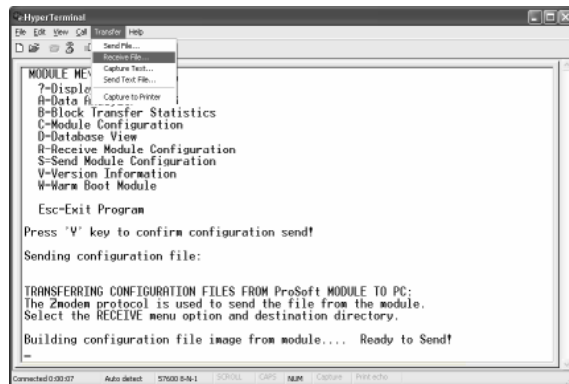 HyperTerminal
File Edit View Call Transfer Help
Send File...
Receive File...
Capture Text...
Send Text File...
Capture to Printer
MODULE ME
?=Displa
A=Data A
B=Block Transfer Statistics
C=Module Configuration
D=Database View
R=Receive Module Configuration
S=Send Module Configuration
V=Version Information
W=Warm Boot Module
Esc=Exit Program
Press 'Y' key to confirm configuration send!
Sending configuration file:
TRANSFERRING CONFIGURATION FILES FROM ProSoft MODULE TO PC:
The Zmodem protocol is used to send the file from the module.
Select the RECEIVE menu option and destination directory.
Building configuration file image from module.... Ready to Send!
Connected 0:00:07 Auto detect 57600 8-N-1 SCROLL CAPS NUM Capture Print echo